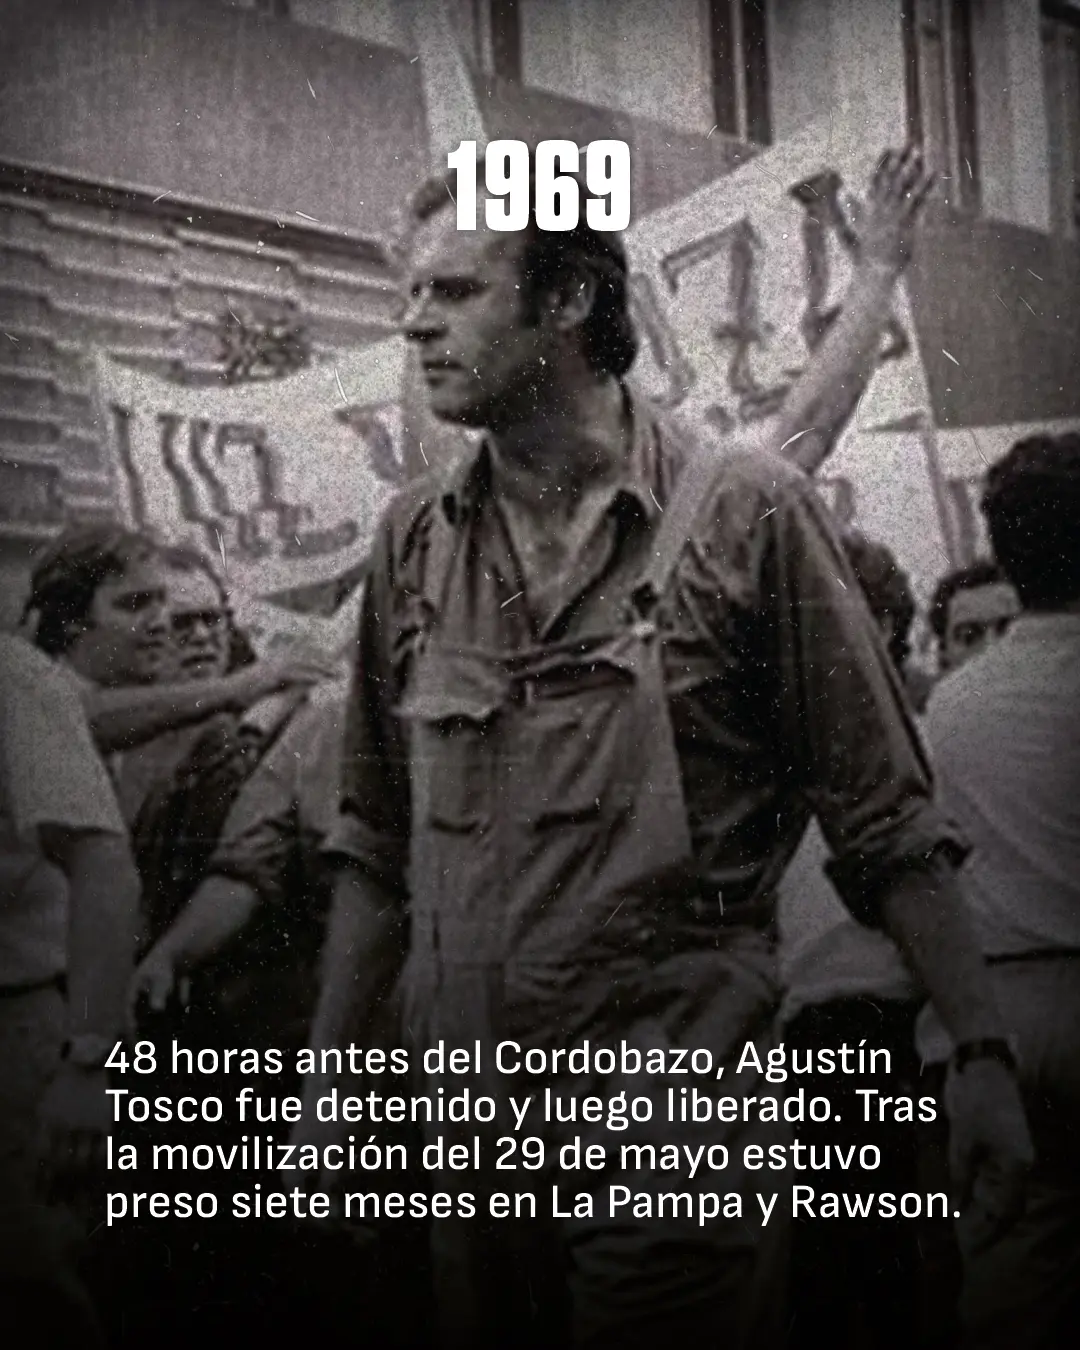 1969
48 horas antes del Cordobazo, Agustín
Tosco fue detenido y luego liberado. Tras
la movilización del 29 de mayo estuvo
preso siete meses en La Pampa y Rawson.